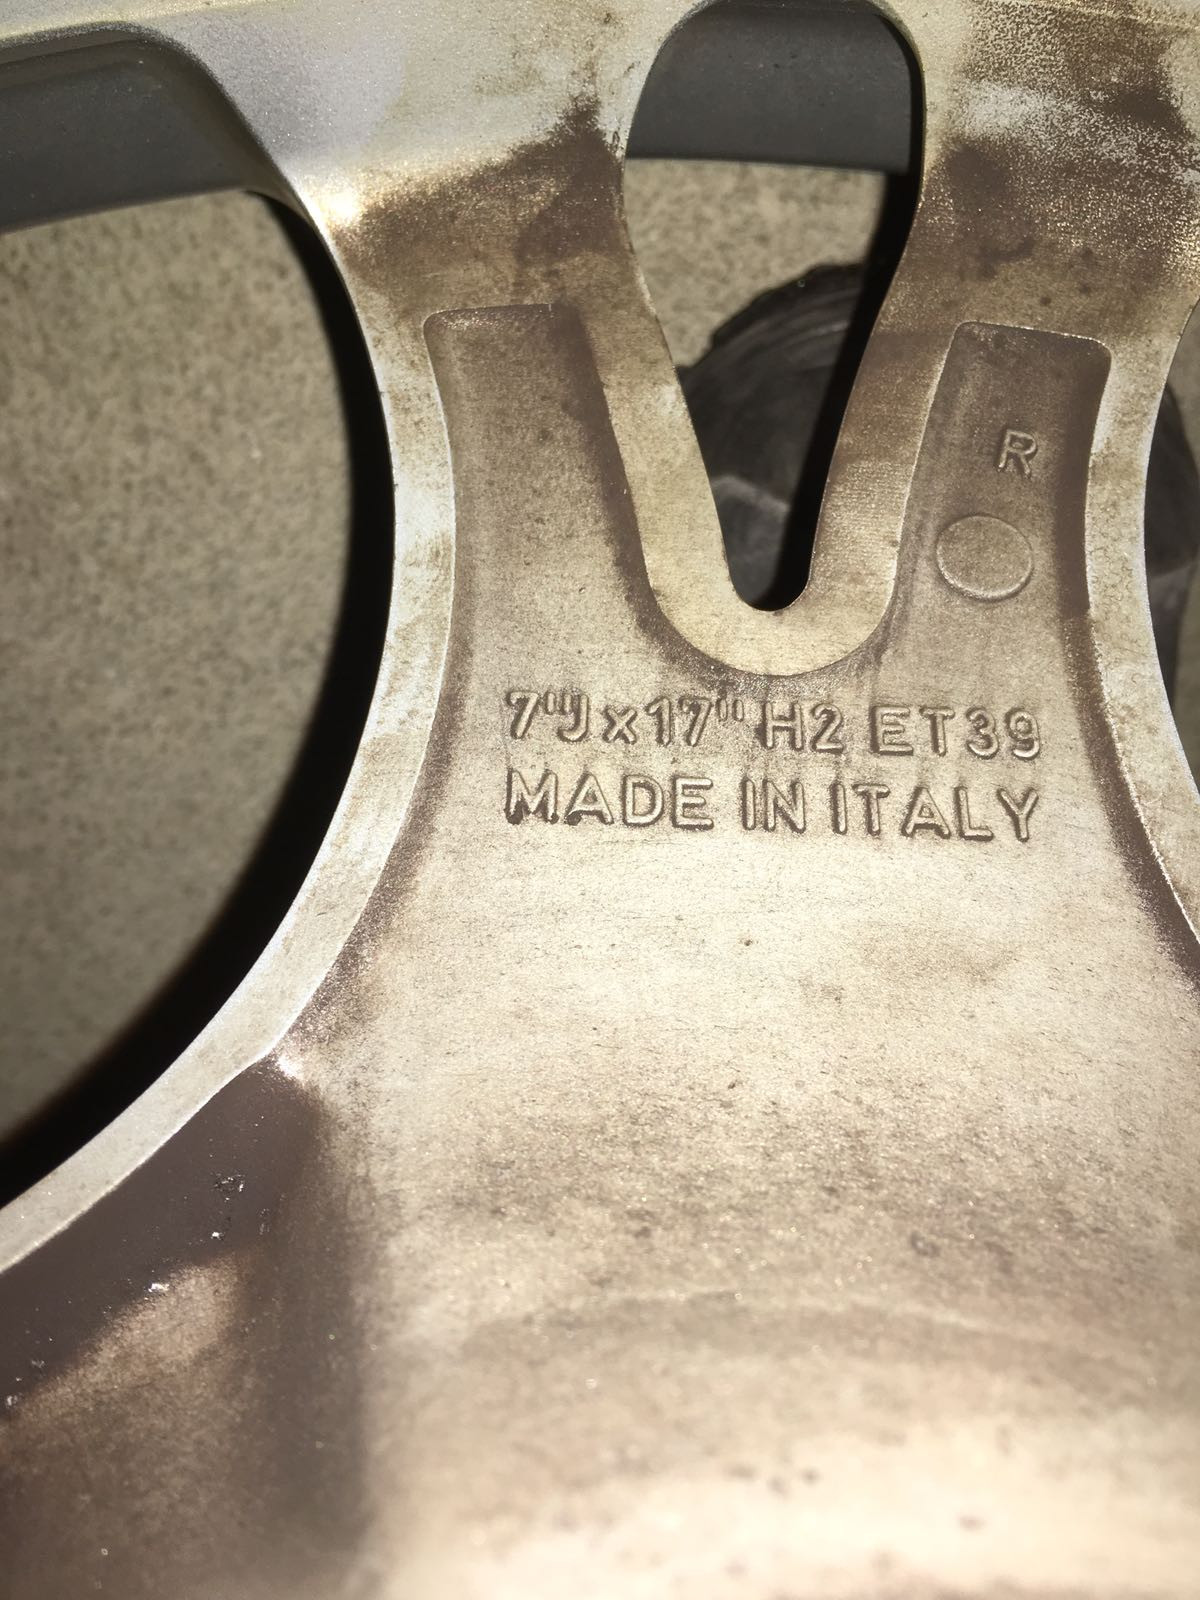 R
7"J x 17" H2 ET39
MADE IN ITALY